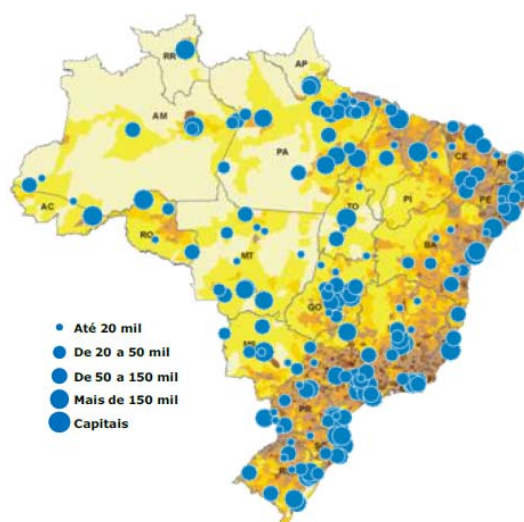 RR
AP
AM
PA
CE
PI
PE
AC
TO
RO
BA
MT
GO
Até 20 mil
De 20 a 50 mil
De 50 a 150 mil
Mais de 150 mil
Capitais
PR